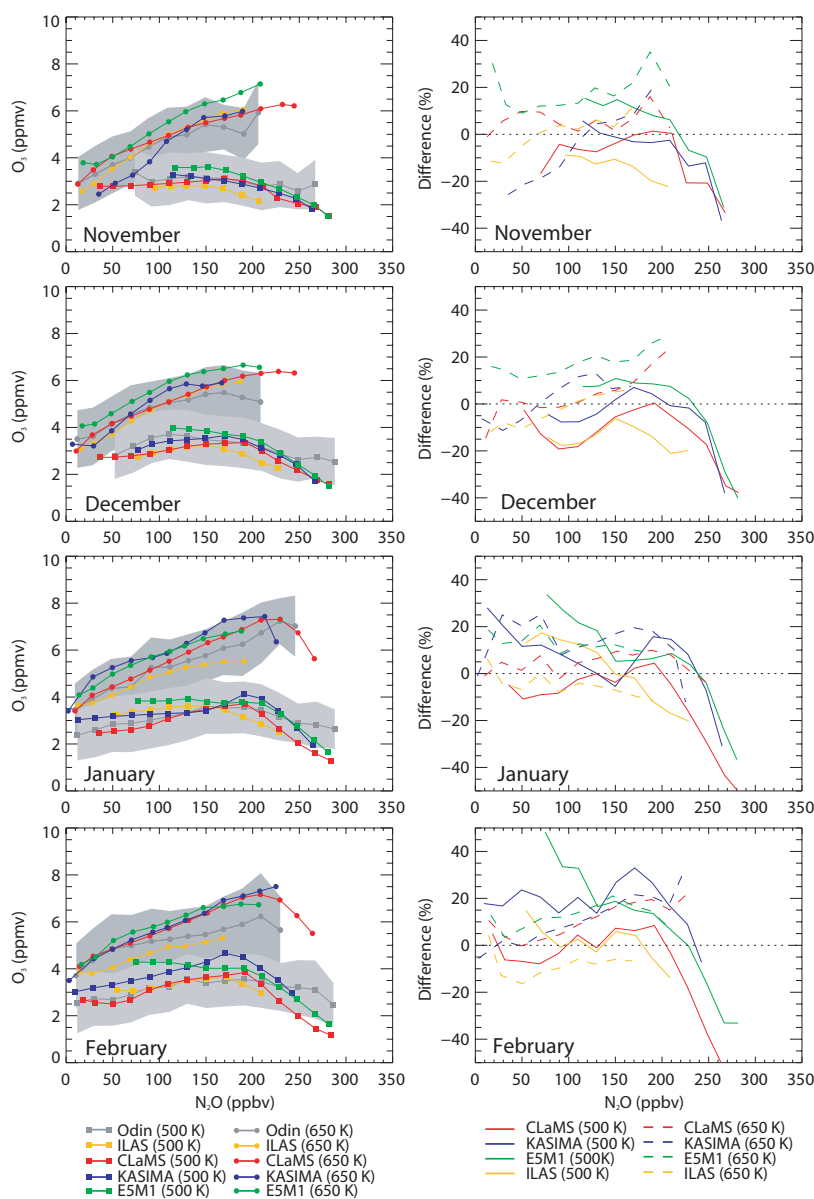 10
8
6
4
2
0
O₃ (ppmv)
November
0 50 100 150 200 250 300 350
40
20
0
−20
−40
Difference (%)
November
0 50 100 150 200 250 300 350
10
8
6
4
2
0
O₃ (ppmv)
December
0 50 100 150 200 250 300 350
40
20
0
−20
−40
Difference (%)
December
0 50 100 150 200 250 300 350
10
8
6
4
2
0
O₃ (ppmv)
January
0 50 100 150 200 250 300 350
40
20
0
−20
−40
Difference (%)
January
0 50 100 150 200 250 300 350
10
8
6
4
2
0
O₃ (ppmv)
February
0 50 100 150 200 250 300 350
N₂O (ppbv)
40
20
0
−20
−40
Difference (%)
February
0 50 100 150 200 250 300 350
N₂O (ppbv)
Odin (500 K) Odin (650 K)
ILAS (500 K) ILAS (650 K)
CLaMS (500 K) CLaMS (650 K)
KASIMA (500 K) KASIMA (650 K)
E5M1 (500 K) E5M1 (650 K)
CLaMS (500 K) CLaMS (650 K)
KASIMA (500 K) KASIMA (650 K)
E5M1 (500K) E5M1 (650 K)
ILAS (500 K) ILAS (650 K)